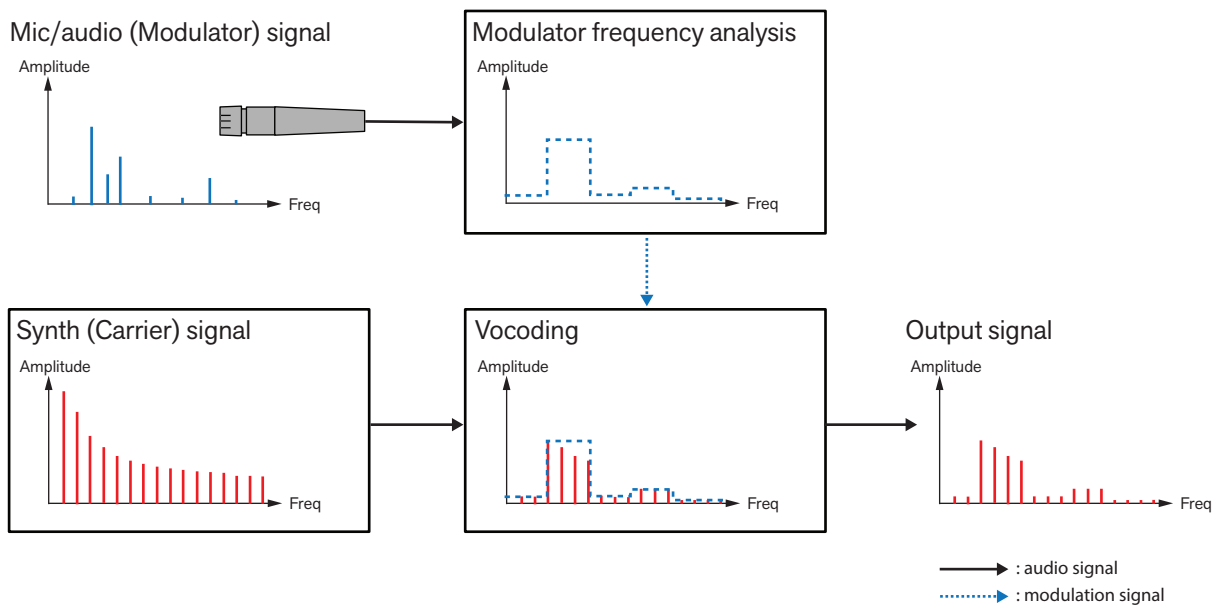 Mic/audio (Modulator) signal
Amplitude
Freq
Modulator frequency analysis
Amplitude
Freq
Synth (Carrier) signal
Amplitude
Freq
Vocoding
Amplitude
Freq
Output signal
Amplitude
Freq
: audio signal
: modulation signal